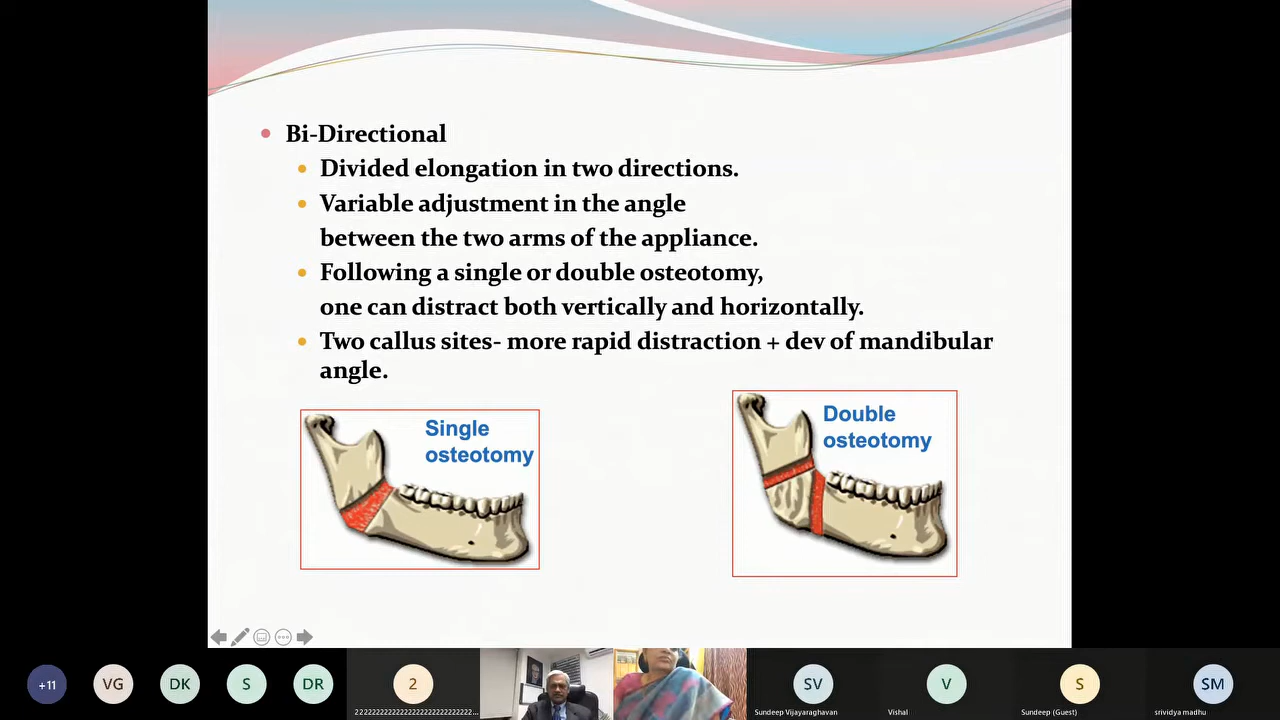 Bi-Directional
Divided elongation in two directions.
Variable adjustment in the angle
between the two arms of the appliance.
Following a single or double osteotomy,
one can distract both vertically and horizontally.
Two callus sites- more rapid distraction + dev of mandibular
angle.
Single
osteotomy
Double
osteotomy
+11
VG
DK
S
DR
2
SV
V
S
SM
Sundeep Vijayaraghavan
Vishal
Sundeep (Guest)
srividya madhu